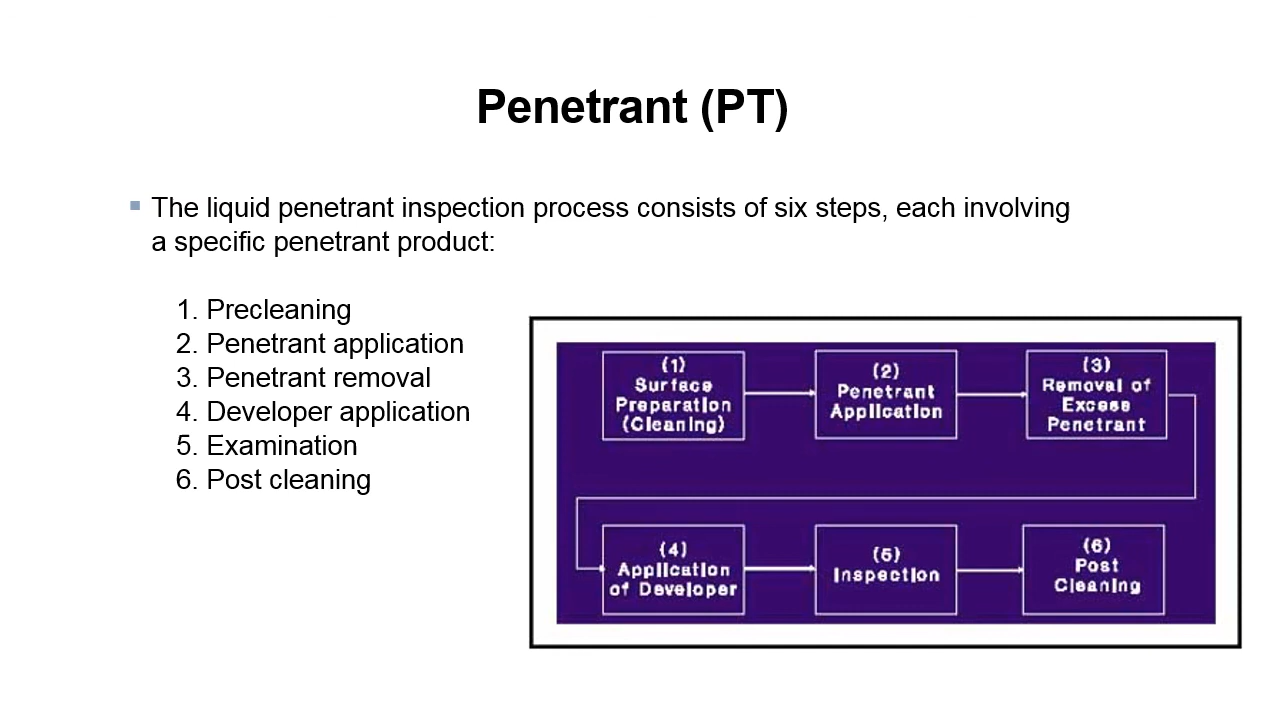 Penetrant (PT)
The liquid penetrant inspection process consists of six steps, each involving
a specific penetrant product:
1. Precleaning
2. Penetrant application
3. Penetrant removal
4. Developer application
5. Examination
6. Post cleaning
(1)
Surface
Preparation
(Cleaning)
(2)
Penetrant
Application
(3)
Removal of
Excess
Penetrant
(4)
Application
of Developer
(5)
Inspection
(6)
Post
Cleaning